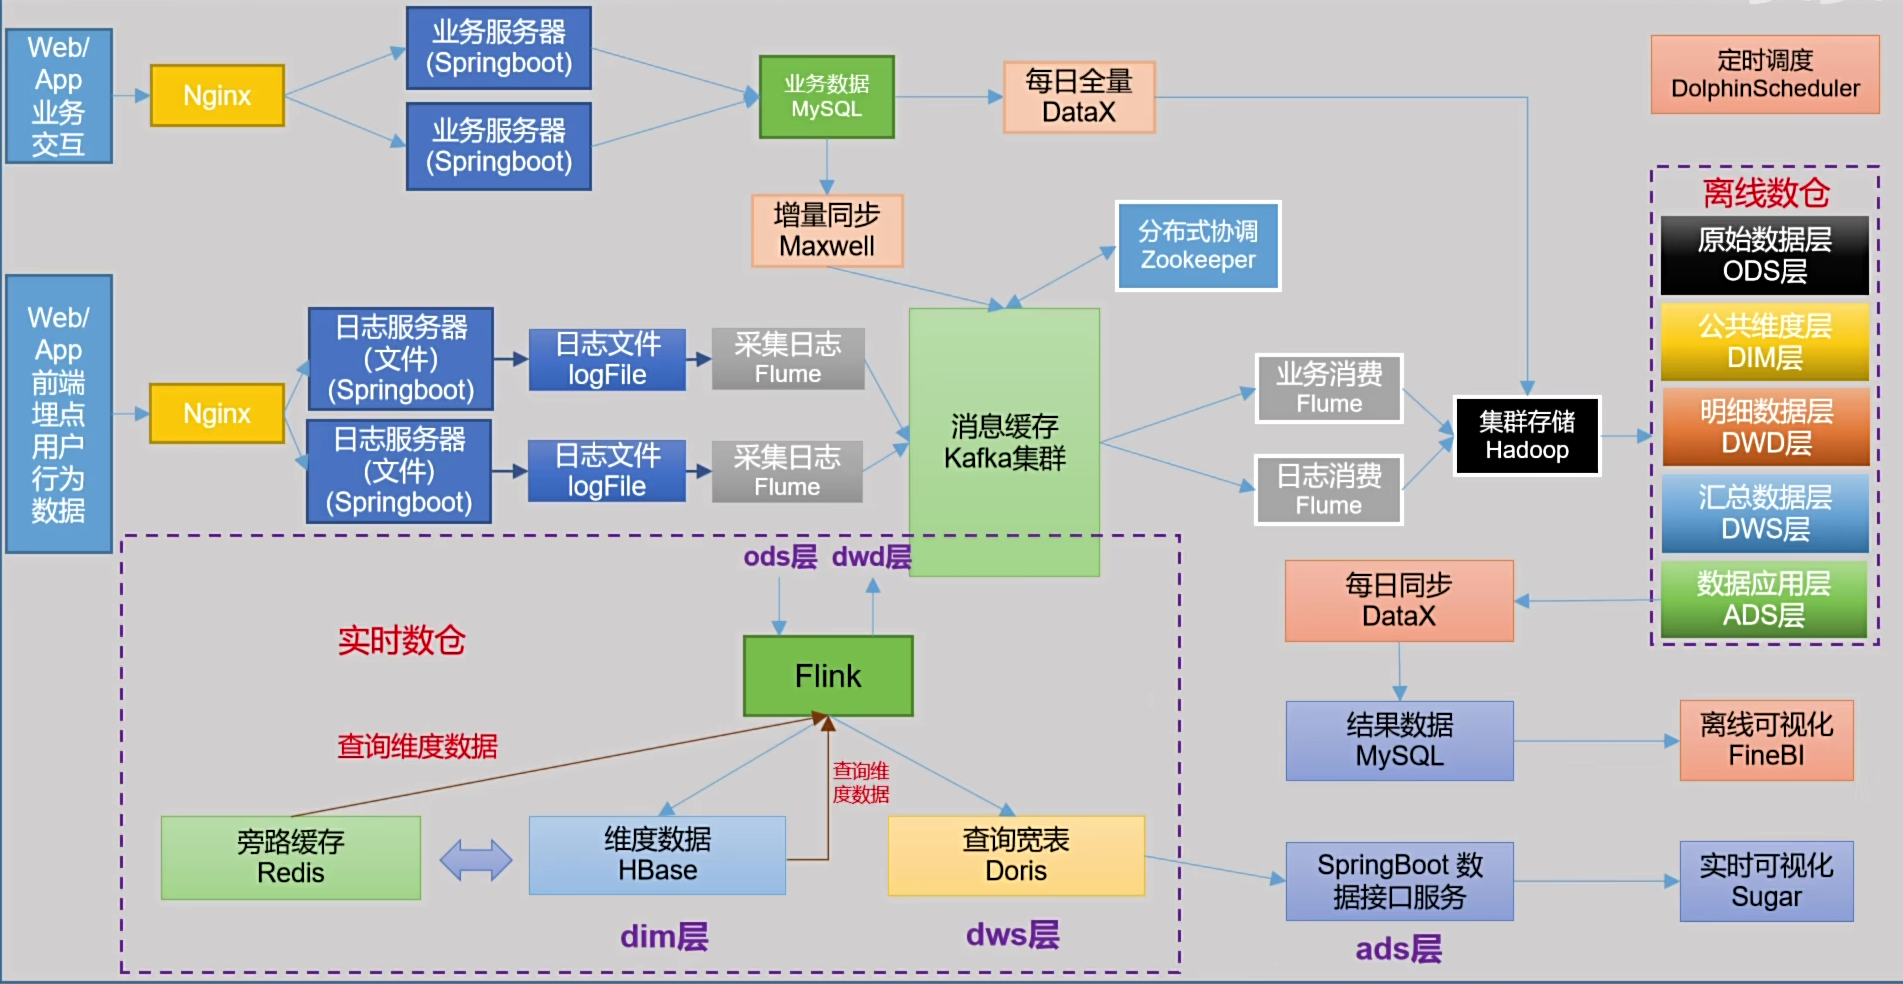 Web/
App
业务
交互
Nginx
业务服务器
(Springboot)
业务服务器
(Springboot)
业务数据
MySQL
每日全量
DataX
定时调度
DolphinScheduler
增量同步
Maxwell
分布式协调
Zookeeper
Web/
App
前端
埋点
用户
行为
数据
Nginx
日志服务器
(文件)
(Springboot)
日志文件
logFile
采集日志
Flume
日志服务器
(文件)
(Springboot)
日志文件
logFile
采集日志
Flume
消息缓存
Kafka集群
业务消费
Flume
日志消费
Flume
集群存储
Hadoop
离线数仓
原始数据层
ODS层
公共维度层
DIM层
明细数据层
DWD层
汇总数据层
DWS层
数据应用层
ADS层
ods层 dwd层
实时数仓
Flink
查询维度数据
查询维
度数据
旁路缓存
Redis
维度数据
HBase
查询宽表
Doris
dim层
dws层
每日同步
DataX
结果数据
MySQL
离线可视化
FineBI
SpringBoot 数
据接口服务
实时可视化
Sugar
ads层